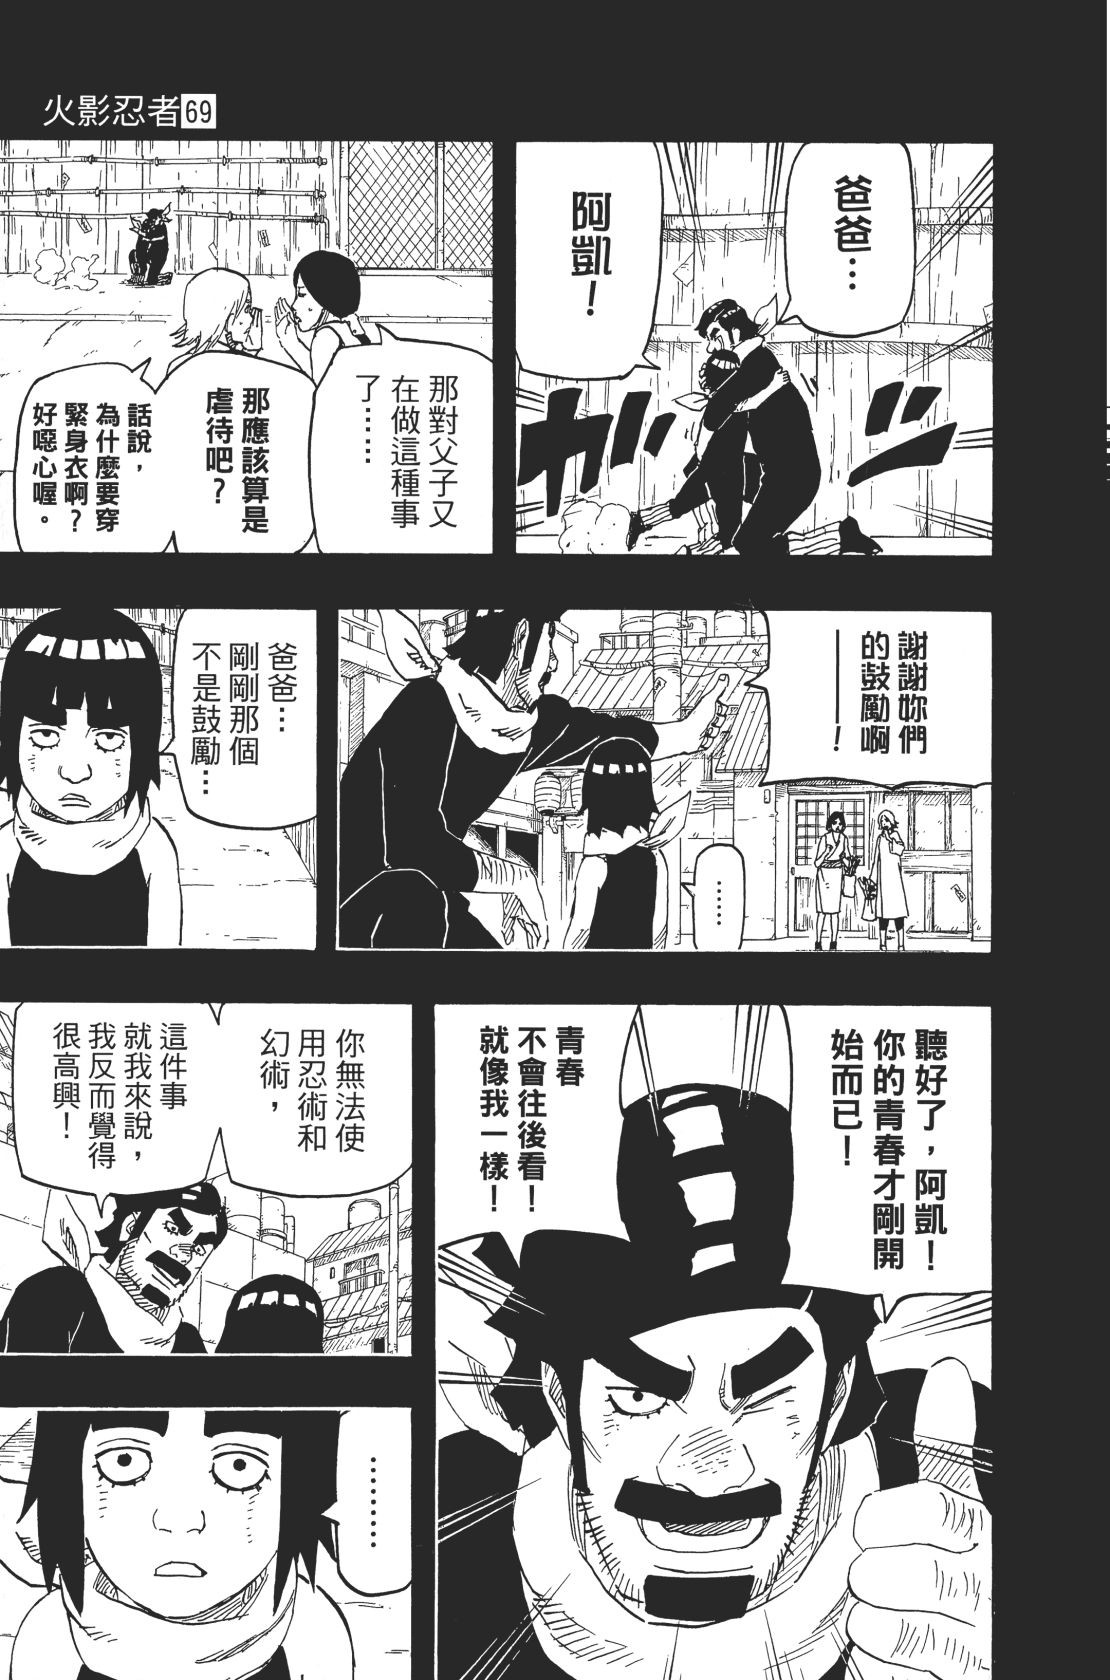 火影忍者69
爸爸…
阿凱！
ガシッ
那對父子又
在做這種事
了……
那應該算是
虐待吧？
話說，
為什麼要穿
緊身衣啊？
好噁心喔。
謝謝妳們
的鼓勵啊
——！
……
爸爸…
剛剛那個
不是鼓勵…
聽好了，阿凱！
你的青春才剛開
始而已！
青春
不會往後看！
就像我一樣！
你無法使
用忍術和
幻術，
這件事
就我來說，
我反而覺得
很高興！
………